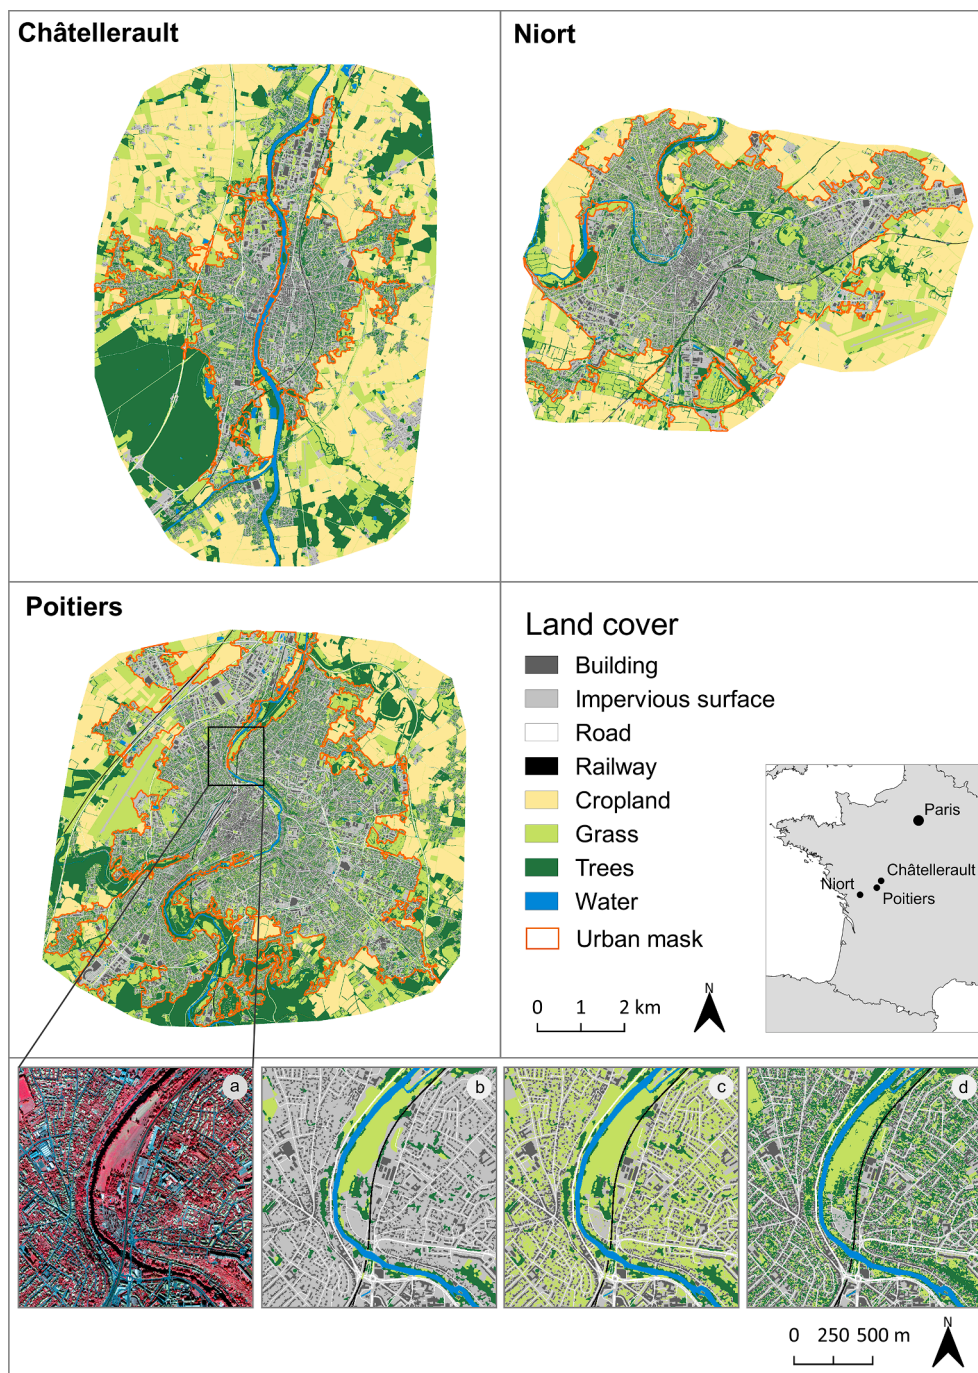 Châtellerault
Niort
Poitiers
Land cover
Building
Impervious surface
Road
Railway
Cropland
Grass
Trees
Water
Urban mask
0 1 2 km
N
Paris
Châtellerault
Niort
Poitiers
a
b
c
d
0 250 500 m
N